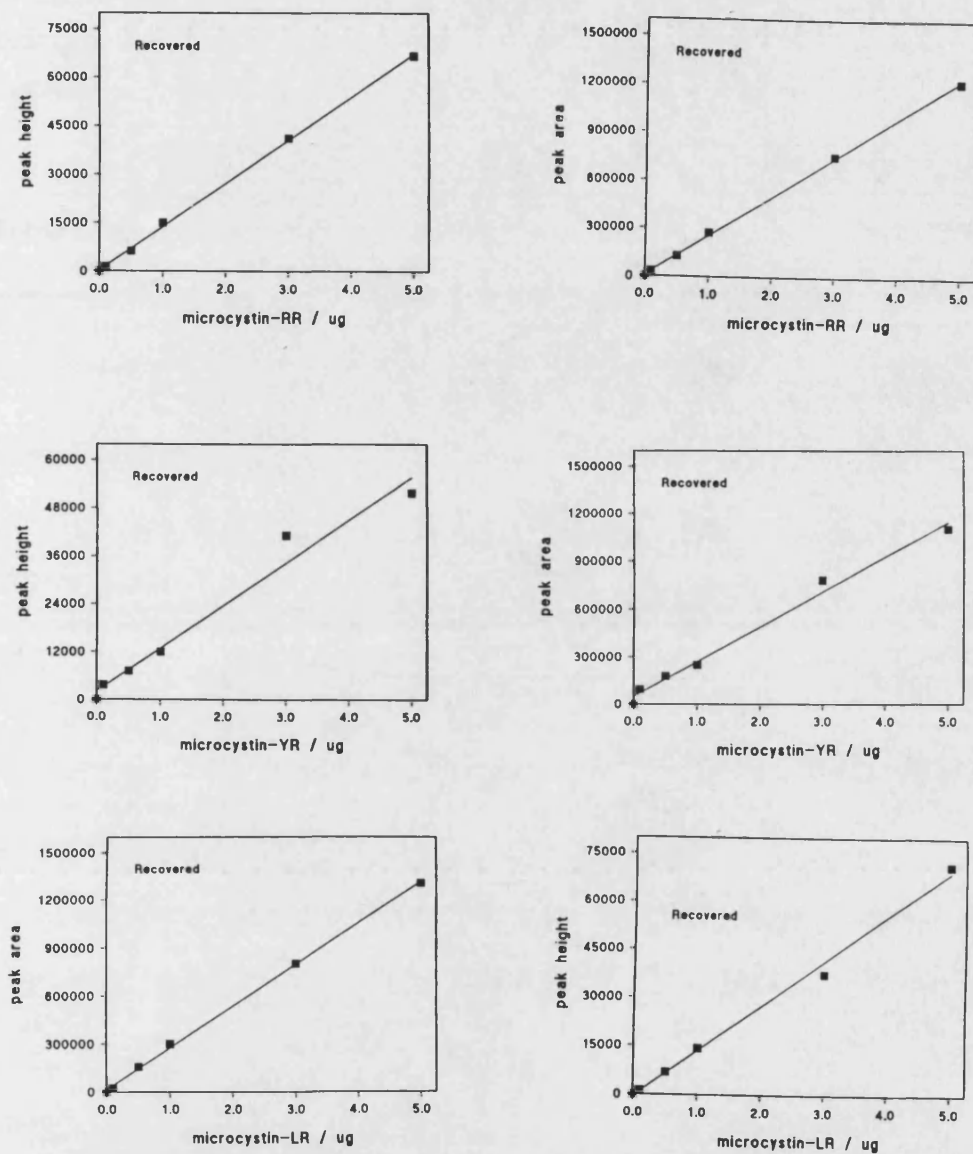 75000
60000
45000
30000
15000
0
peak height
Recovered
0.0 1.0 2.0 3.0 4.0 5.0
microcystin-RR / ug
1500000
1200000
900000
600000
300000
0
peak area
Recovered
0.0 1.0 2.0 3.0 4.0 5.0
microcystin-RR / ug
60000
48000
36000
24000
12000
0
peak height
Recovered
0.0 1.0 2.0 3.0 4.0 5.0
microcystin-YR / ug
1500000
1200000
900000
600000
300000
0
peak area
Recovered
0.0 1.0 2.0 3.0 4.0 5.0
microcystin-YR / ug
1500000
1200000
900000
600000
300000
0
peak area
Recovered
0.0 1.0 2.0 3.0 4.0 5.0
microcystin-LR / ug
75000
60000
45000
30000
15000
0
peak height
Recovered
0.0 1.0 2.0 3.0 4.0 5.0
microcystin-LR / ug